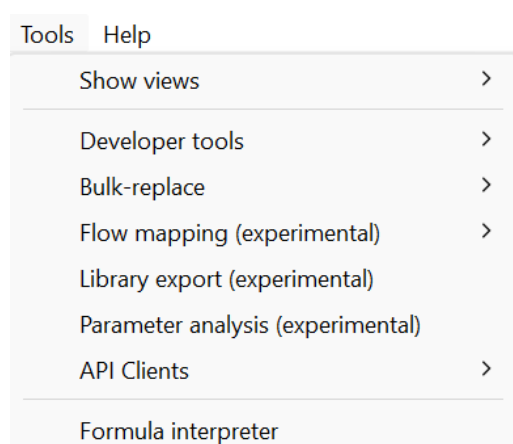 Tools Help
Show views
Developer tools
Bulk-replace
Flow mapping (experimental)
Library export (experimental)
Parameter analysis (experimental)
API Clients
Formula interpreter